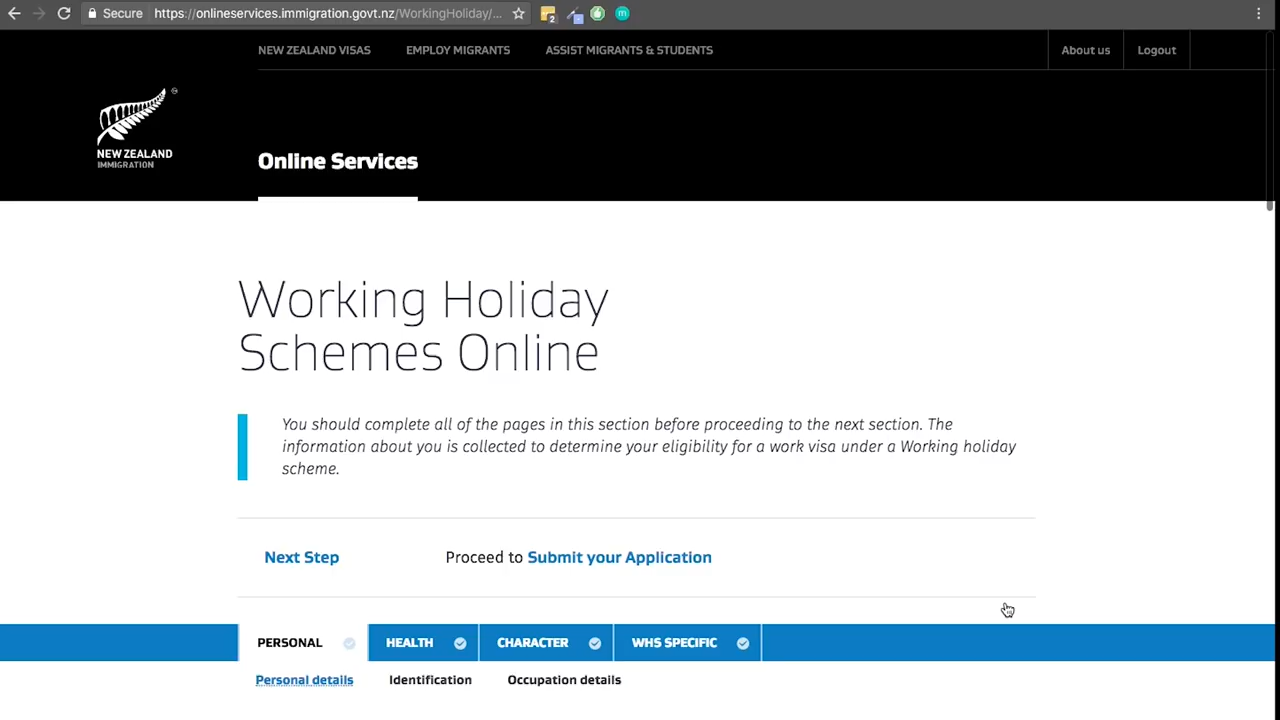 Secure https://onlineservices.immigration.govt.nz/WorkingHoliday/... 2 m
NEW ZEALAND VISAS EMPLOY MIGRANTS ASSIST MIGRANTS & STUDENTS About us Logout
NEW ZEALAND
IMMIGRATION
Online Services
Working Holiday
Schemes Online
You should complete all of the pages in this section before proceeding to the next section. The
information about you is collected to determine your eligibility for a work visa under a Working holiday
scheme.
Next Step Proceed to Submit your Application
PERSONAL HEALTH CHARACTER WHS SPECIFIC
Personal details Identification Occupation details